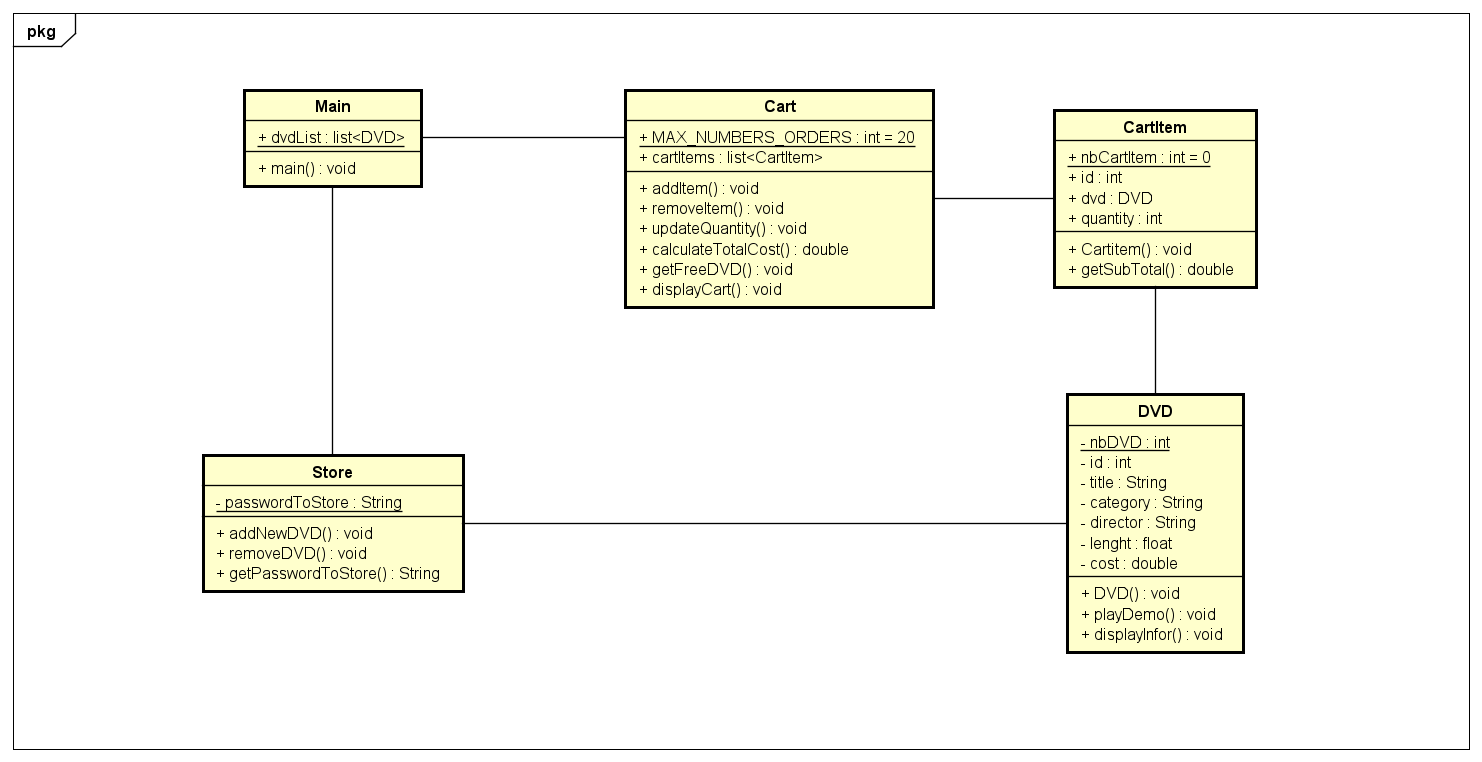 pkg
Main
+ dvdList : list<DVD>
+ main() : void
Cart
+ MAX_NUMBERS_ORDERS : int = 20
+ cartItems : list<CartItem>
+ addItem() : void
+ removeItem() : void
+ updateQuantity() : void
+ calculateTotalCost() : double
+ getFreeDVD() : void
+ displayCart() : void
CartItem
+ nbCartItem : int = 0
+ id : int
+ dvd : DVD
+ quantity : int
+ Cartitem() : void
+ getSubTotal() : double
Store
- passwordToStore : String
+ addNewDVD() : void
+ removeDVD() : void
+ getPasswordToStore() : String
DVD
- nbDVD : int
- id : int
- title : String
- category : String
- director : String
- lenght : float
- cost : double
+ DVD() : void
+ playDemo() : void
+ displayInfor() : void